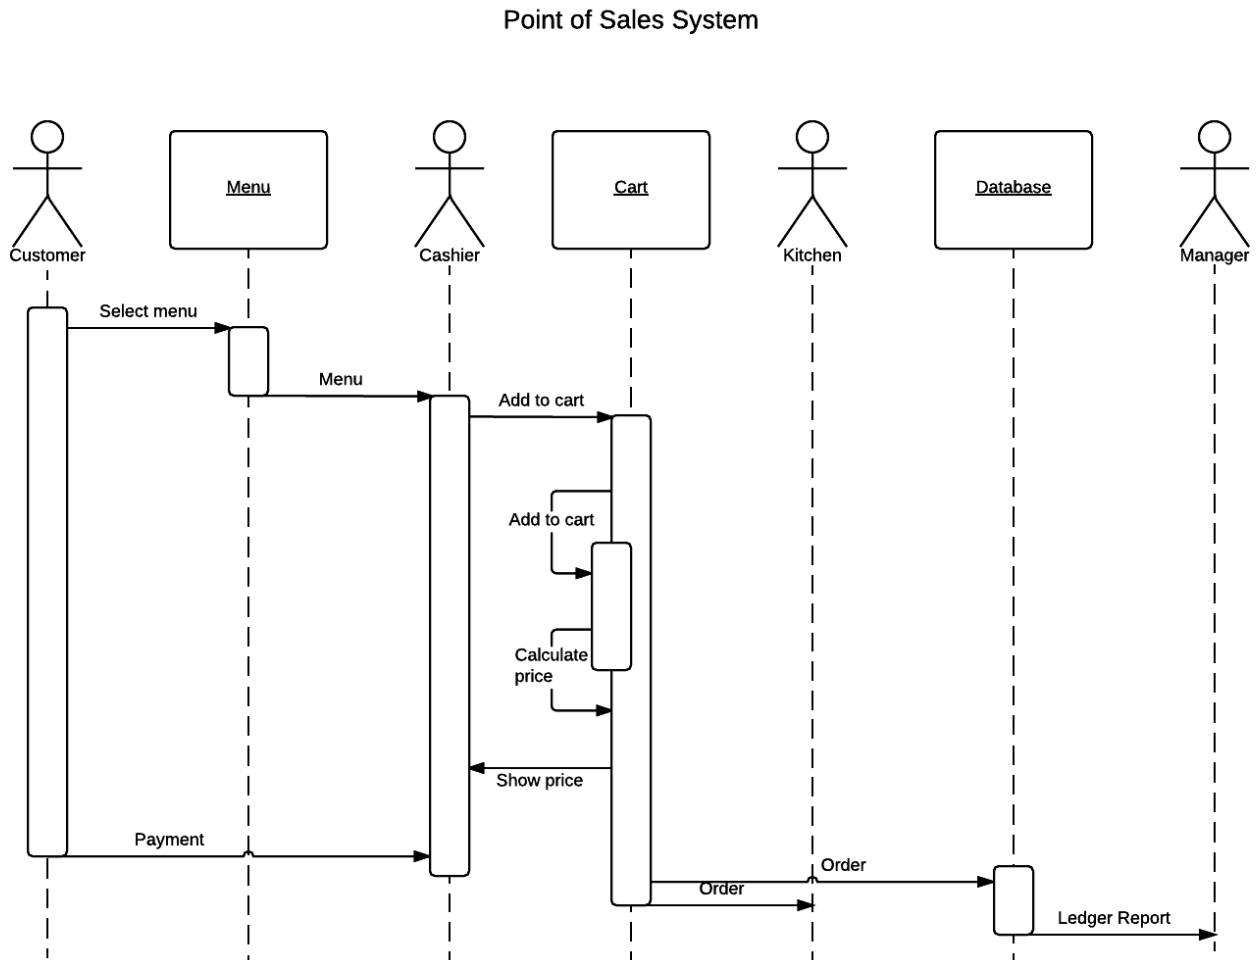 Point of Sales System
Menu
Cart
Database
Customer
Cashier
Kitchen
Manager
Select menu
Menu
Add to cart
Add to cart
Calculate
price
Show price
Payment
Order
Order
Ledger Report